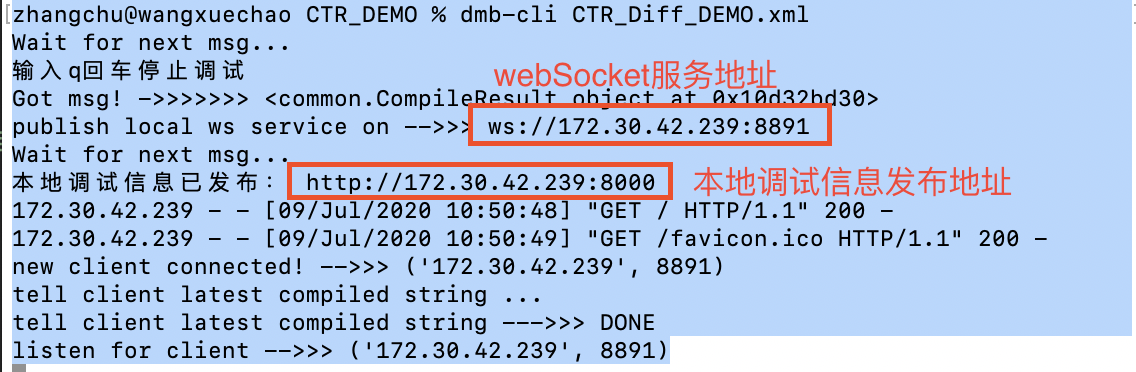 zhangchu@wangxuechao CTR_DEMO % dmb-cli CTR_Diff_DEMO.xml
Wait for next msg...
输入q回车停止调试
webSocket服务地址
Got msg! ->>>>>>> <common.CompileResult object at 0x10d32bd30>
publish local ws service on -->>> ws://172.30.42.239:8891
Wait for next msg...
本地调试信息已发布： http://172.30.42.239:8000
本地调试信息发布地址
172.30.42.239 - - [09/Jul/2020 10:50:48] "GET / HTTP/1.1" 200 -
172.30.42.239 - - [09/Jul/2020 10:50:49] "GET /favicon.ico HTTP/1.1" 200 -
new client connected! -->>> ('172.30.42.239', 8891)
tell client latest compiled string ...
tell client latest compiled string --->>> DONE
listen for client -->>> ('172.30.42.239', 8891)